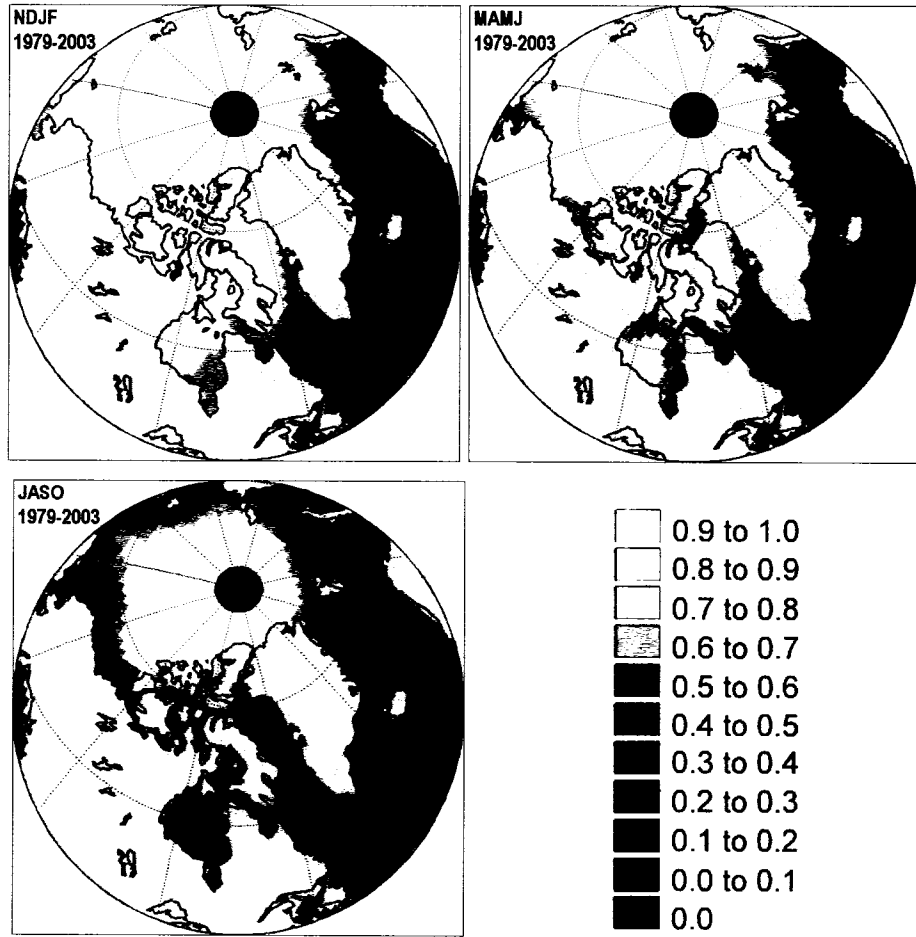 NDJF
1979-2003
MAMJ
1979-2003
JASO
1979-2003
0.9 to 1.0
0.8 to 0.9
0.7 to 0.8
0.6 to 0.7
0.5 to 0.6
0.4 to 0.5
0.3 to 0.4
0.2 to 0.3
0.1 to 0.2
0.0 to 0.1
0.0